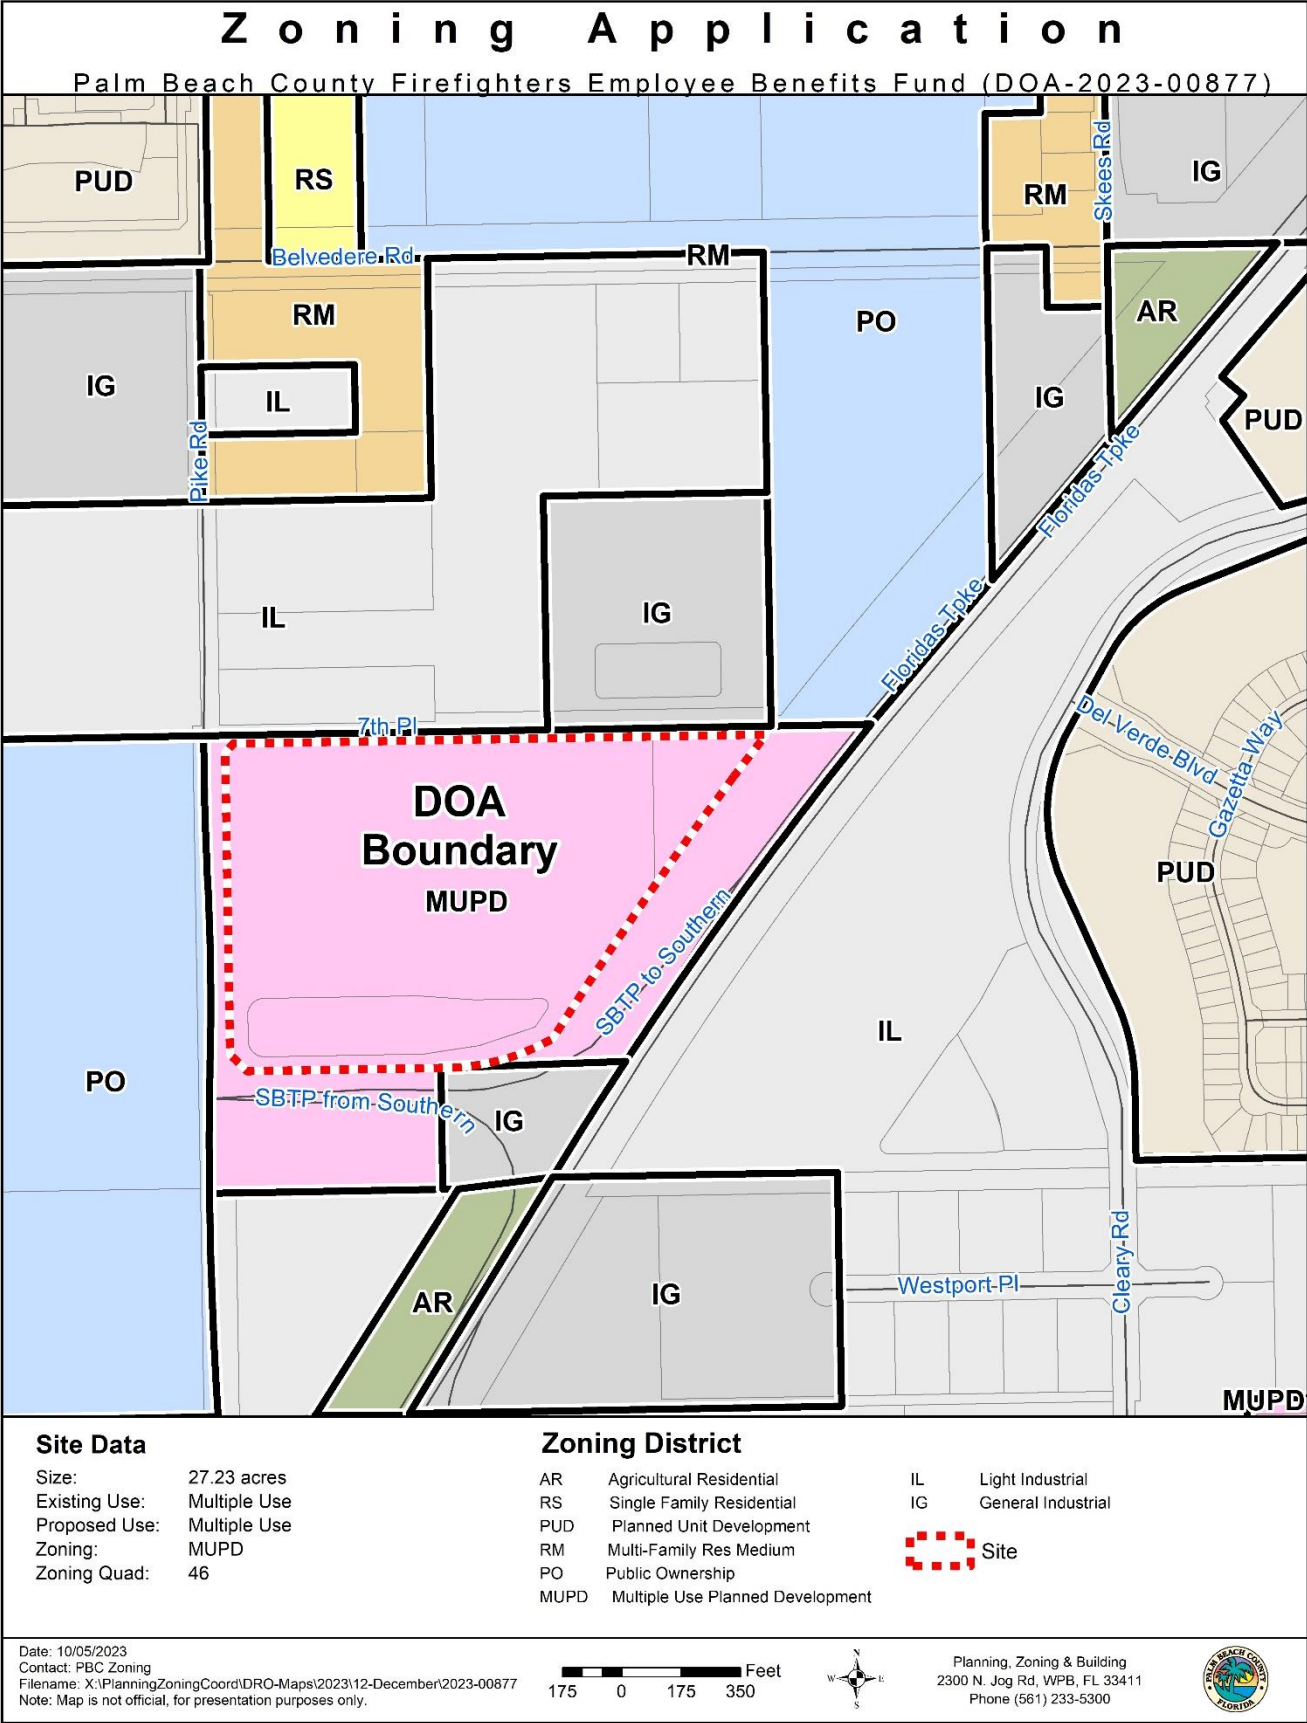 Zoning Application
Palm Beach County Firefighters Employee Benefits Fund (DOA-2023-00877)
PUD
RS
RM
Skees Rd
IG
Belvedere Rd
RM
RM
PO
AR
IG
IL
IG
PUD
Pike Rd
Floridas Tpke
IL
IG
Floridas Tpke
7th Pl
Del Verde Blvd
Gazetta Way
DOA
Boundary
MUPD
PUD
SBTP to Southern
IL
PO
SBTP from Southern
IG
AR
IG
Westport Pl
Cleary Rd
MUPD
Site Data
Size: 27.23 acres
Existing Use: Multiple Use
Proposed Use: Multiple Use
Zoning: MUPD
Zoning Quad: 46
Zoning District
AR Agricultural Residential
RS Single Family Residential
PUD Planned Unit Development
RM Multi-Family Res Medium
PO Public Ownership
MUPD Multiple Use Planned Development
IL Light Industrial
IG General Industrial
Site
Date: 10/05/2023
Contact: PBC Zoning
Filename: X:\PlanningZoningCoord\DRO-Maps\2023\12-December\2023-00877
Note: Map is not official, for presentation purposes only.
Feet
175 0 175 350
N
W E
S
Planning, Zoning & Building
2300 N. Jog Rd, WPB, FL 33411
Phone (561) 233-5300
PALM BEACH COUNTY
FLORIDA